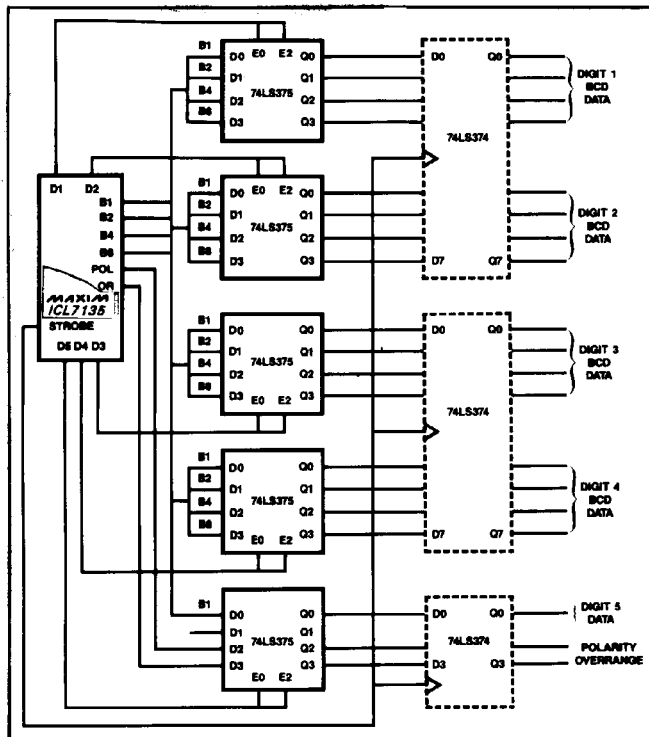 B1 E0 E2
B2 D0 Q0 D0 Q0
B4 D1 Q1 DIGIT 1
74LS375 BCD
B8 D2 Q2 DATA
D3 Q3
74LS374
D1 D2
B1 E0 E2
B1 B2 D0 Q0
B2 D1 Q1 DIGIT 2
B4 B4 74LS375 BCD
B8 D2 Q2 DATA
B8 D3 Q3 D7 Q7
POL
OR
MAXIM
ICL7135
STROBE
D5 D4 D3
B1 D0 Q0 D0 Q0
B2 D1 Q1 DIGIT 3
B4 74LS375 BCD
B8 D2 Q2 DATA
D3 Q3
E0 E2
74LS374
B1 D0 Q0
B2 D1 Q1 DIGIT 4
B4 74LS375 BCD
B8 D2 Q2 DATA
D3 Q3 D7 Q7
E0 E2
B1 D0 Q0 D0 Q0 DIGIT 5
D1 Q1 DATA
74LS375 74LS374
D2 Q2 POLARITY
D3 Q3 D3 Q3 OVERRANGE
E0 E2